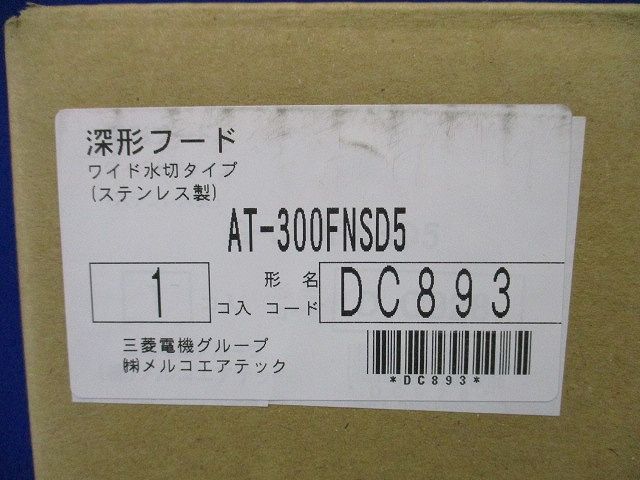 深形フード
ワイド水切タイプ
(ステンレス製)
AT-300FNSD5
1 コ入 形名コード DC893
三菱電機グループ
㈱メルコエアテック
*DC893*